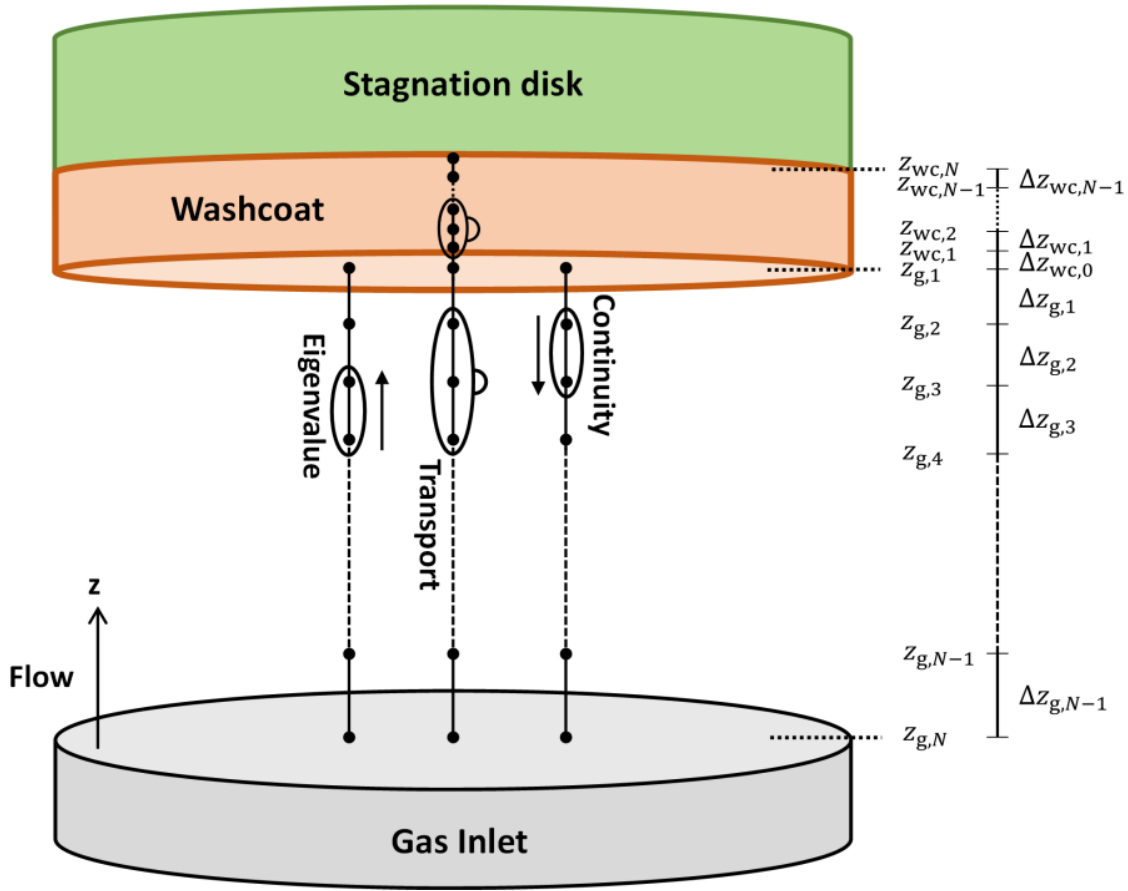 Stagnation disk
Washcoat
Eigenvalue
Transport
Continuity
z
Flow
Gas Inlet
z_wc,N
z_wc,N−1
z_wc,2
z_wc,1
z_g,1
z_g,2
z_g,3
z_g,4
z_g,N−1
z_g,N
Δz_wc,N−1
Δz_wc,1
Δz_wc,0
Δz_g,1
Δz_g,2
Δz_g,3
Δz_g,N−1